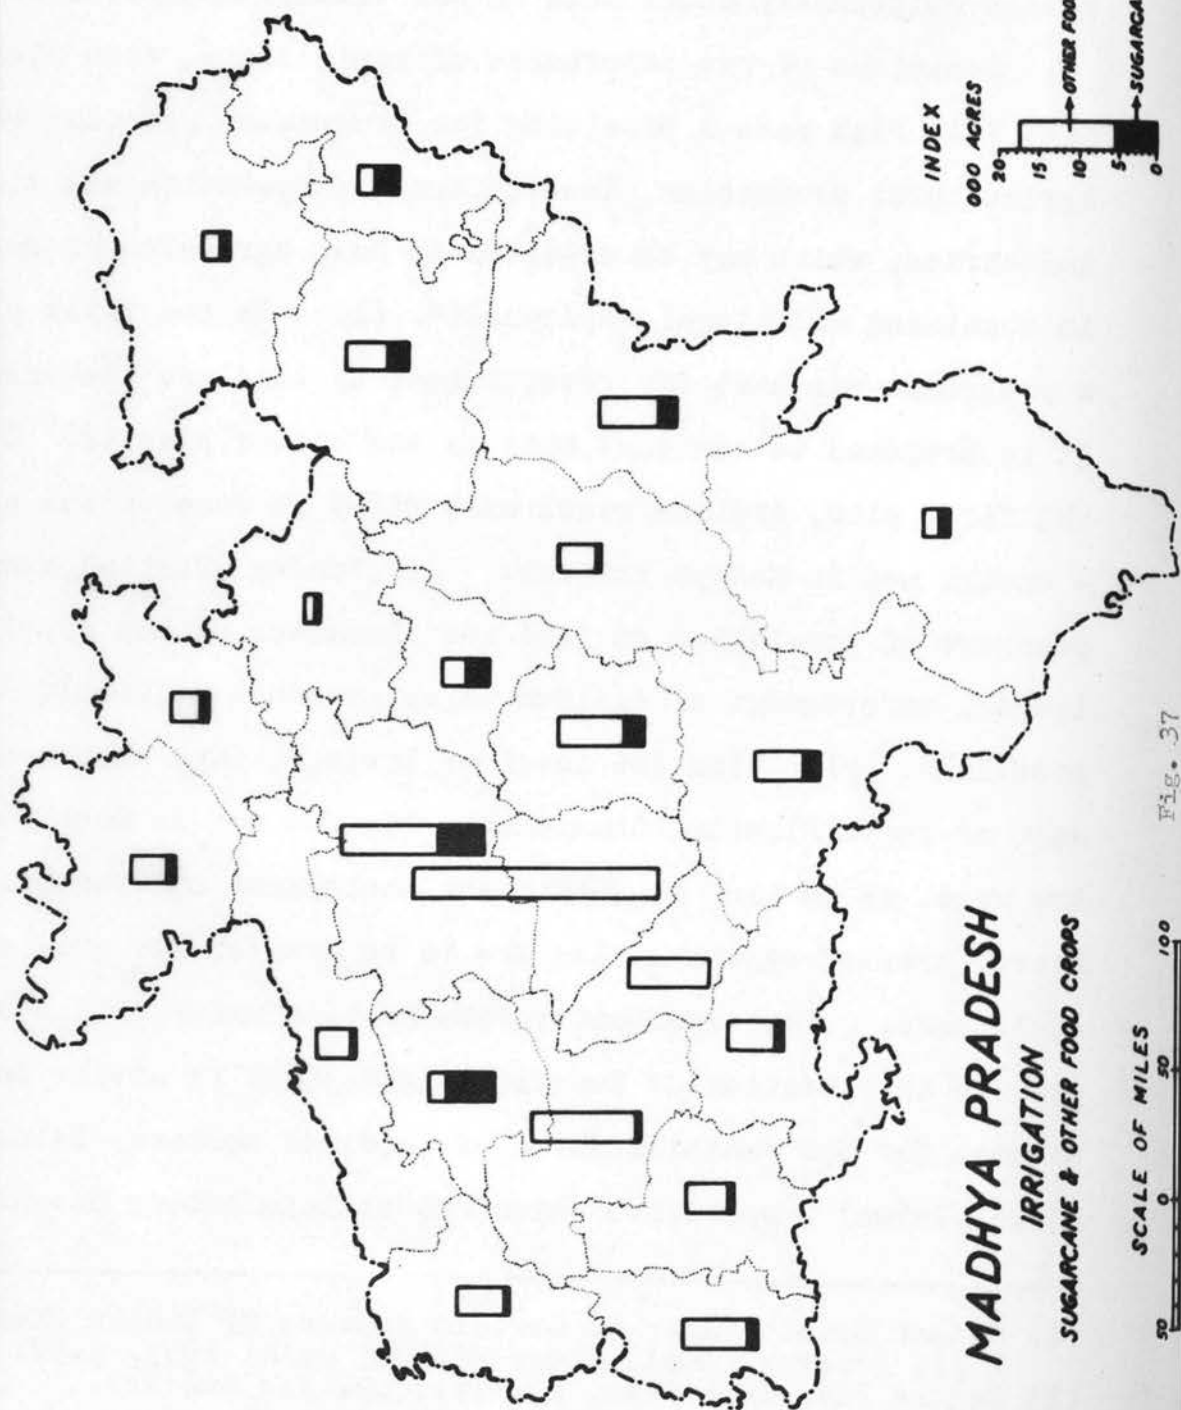 MADHYA PRADESH
IRRIGATION
SUGARCANE & OTHER FOOD CROPS
SCALE OF MILES
50 0 50 100
INDEX
000 ACRES
20
15
10
5
0
OTHER FOO
SUGARCA
Fig. 37